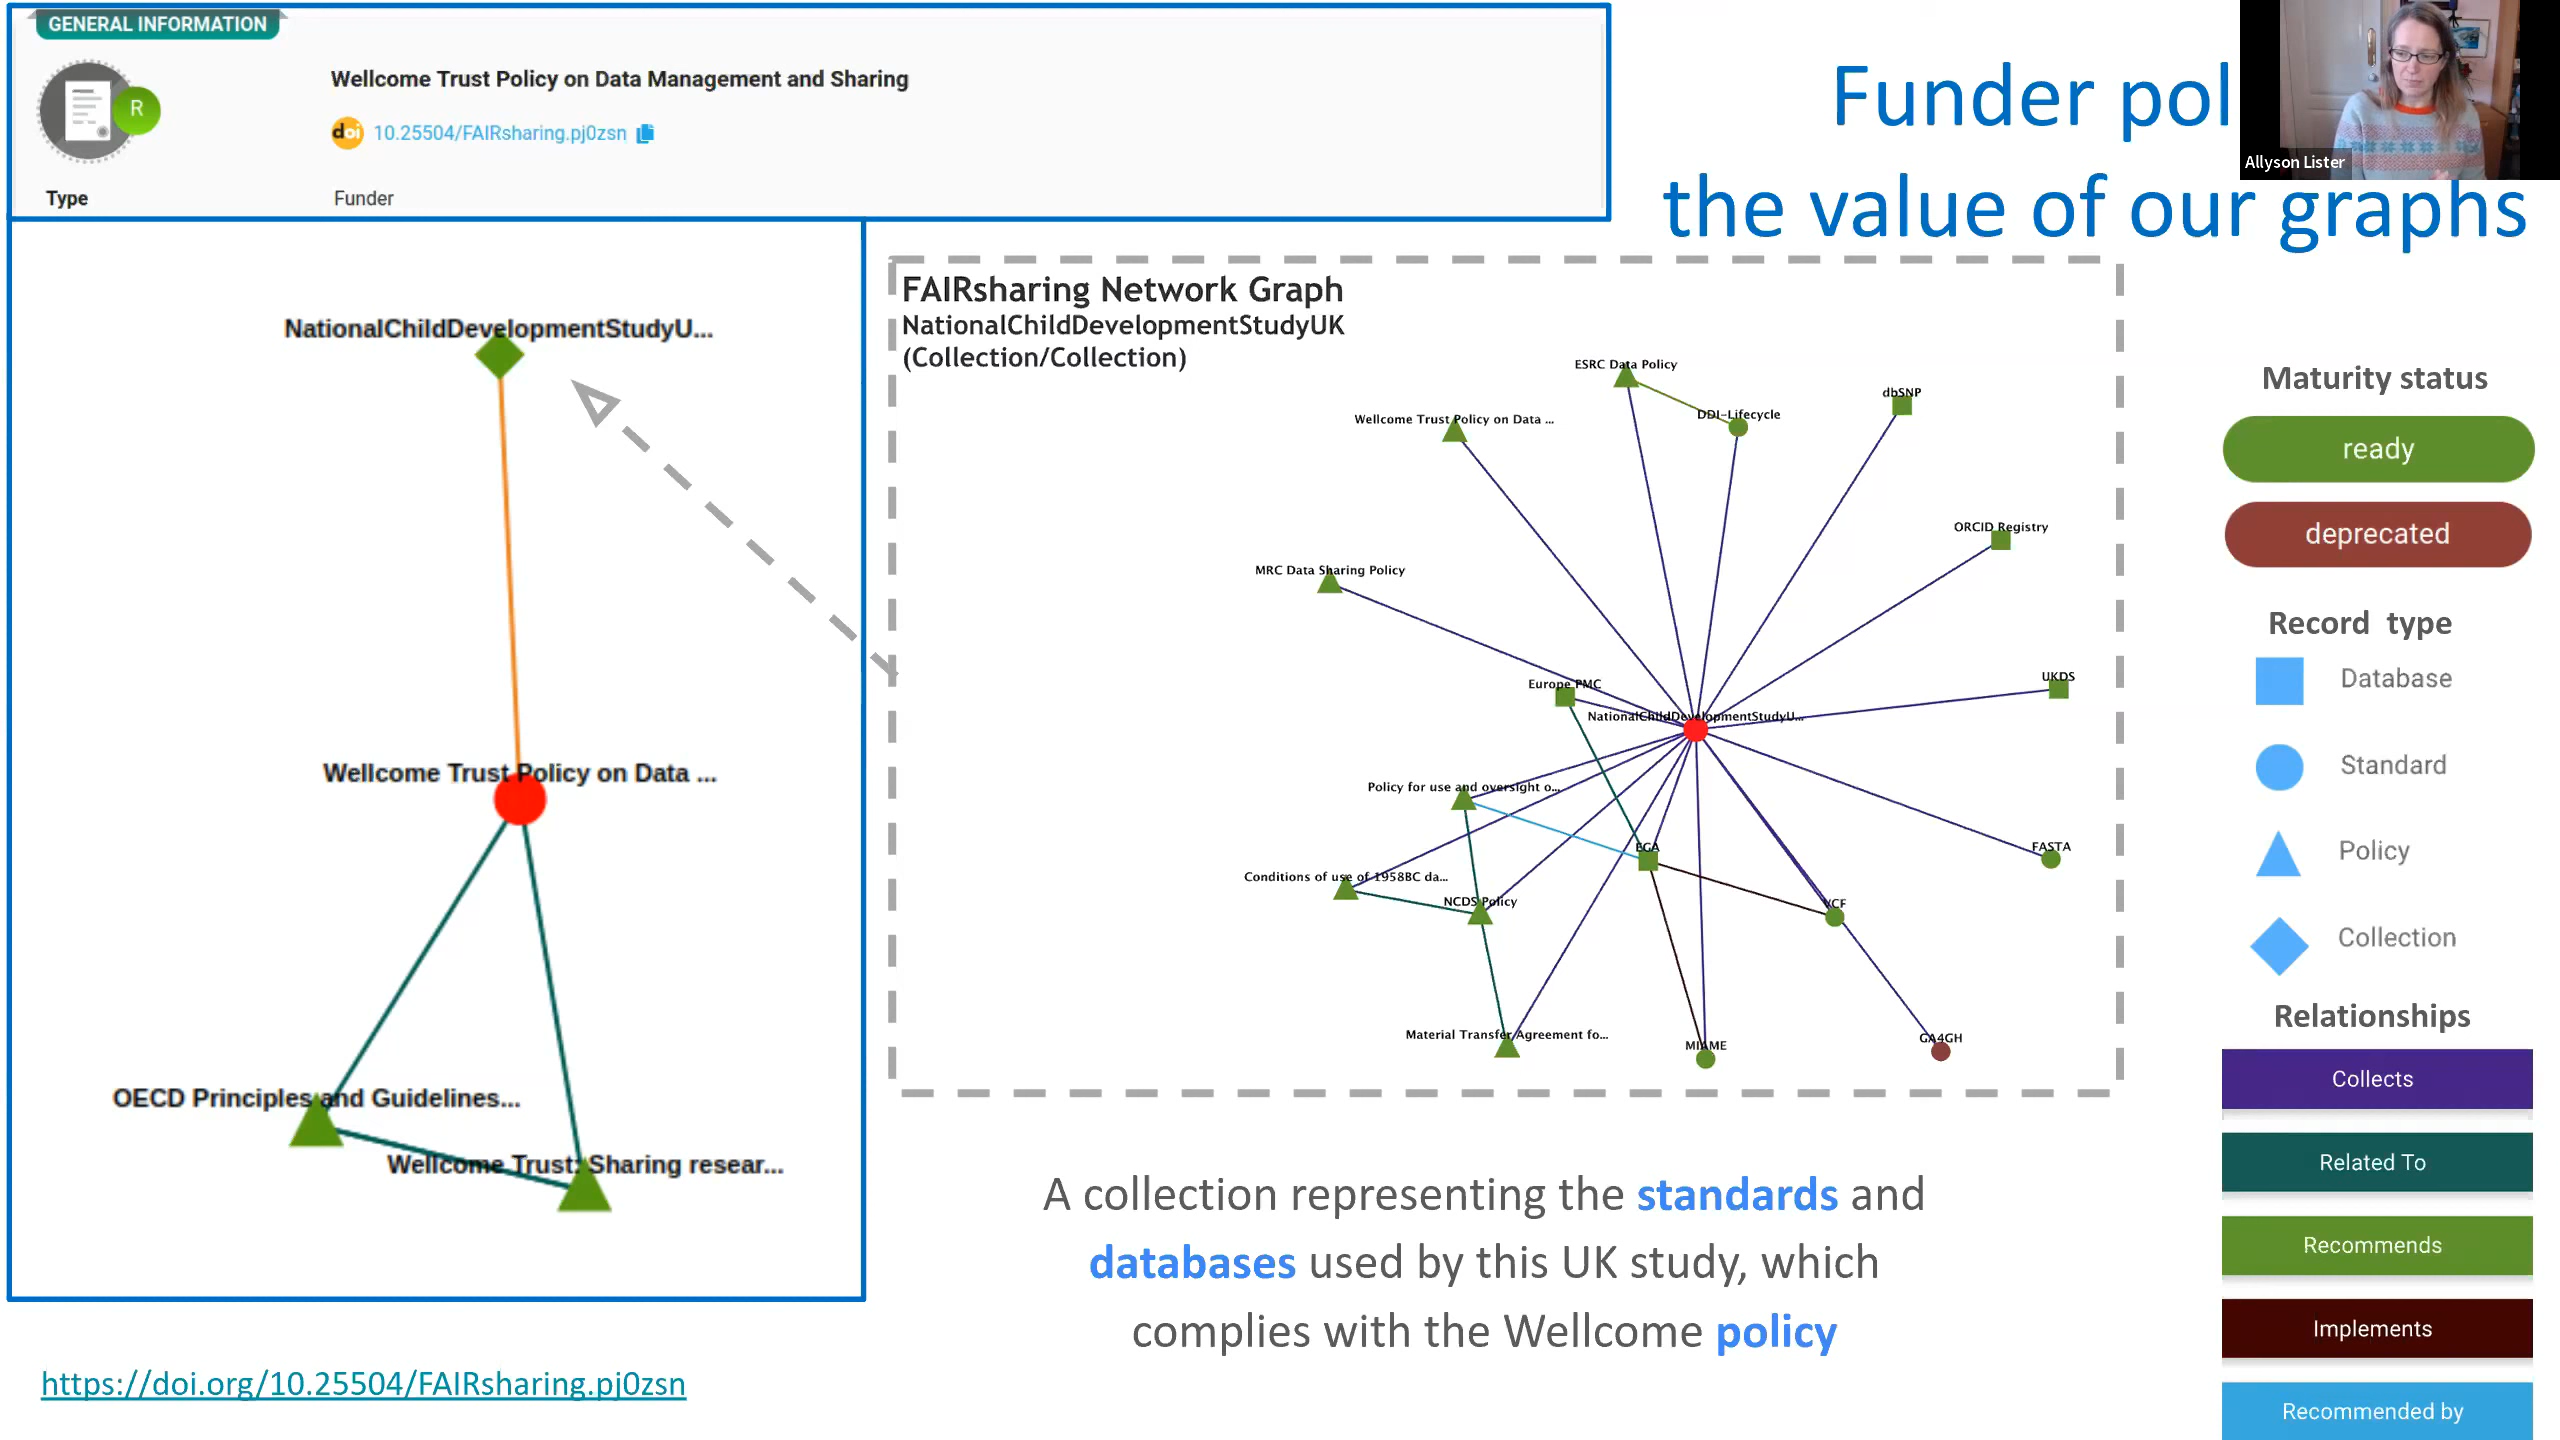 GENERAL INFORMATION
R
Wellcome Trust Policy on Data Management and Sharing
doi 10.25504/FAIRsharing.pj0zsn
Type Funder
Funder pol
the value of our graphs
Allyson Lister
NationalChildDevelopmentStudyU...
Wellcome Trust Policy on Data ...
OECD Principles and Guidelines...
Wellcome Trust: Sharing resear...
https://doi.org/10.25504/FAIRsharing.pj0zsn
FAIRsharing Network Graph
NationalChildDevelopmentStudyUK
(Collection/Collection)
ESRC Data Policy
dbSNP
DDI-Lifecycle
Wellcome Trust Policy on Data ...
ORCID Registry
MRC Data Sharing Policy
UKDS
Europe PMC
NationalChildDevelopmentStudyU...
Policy for use and oversight o...
EGA
FASTA
Conditions of use of 1958BC da...
NCDS Policy
VCF
Material Transfer Agreement fo...
MIAME
GA4GH
A collection representing the standards and
databases used by this UK study, which
complies with the Wellcome policy
Maturity status
ready
deprecated
Record type
Database
Standard
Policy
Collection
Relationships
Collects
Related To
Recommends
Implements
Recommended by